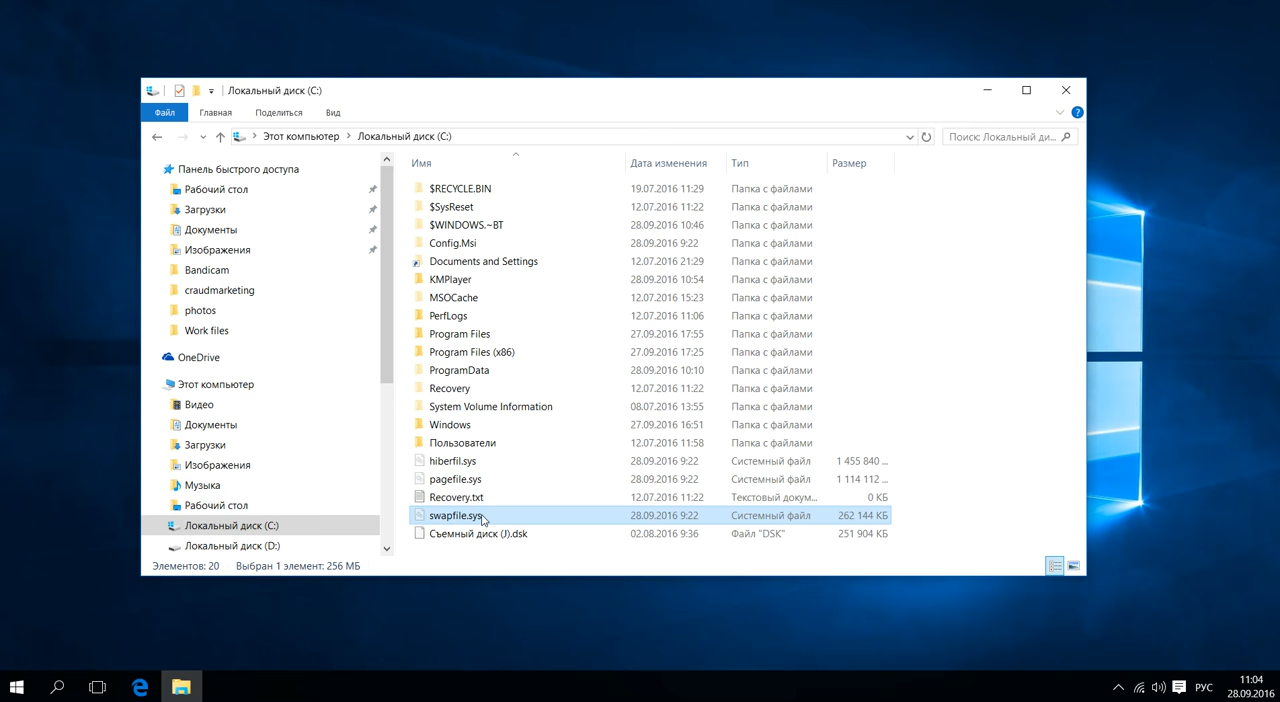 Локальный диск (C:)
Файл Главная Поделиться Вид
Этот компьютер Локальный диск (C:) Поиск: Локальный ди...
Панель быстрого доступа
Рабочий стол
Загрузки
Документы
Изображения
Bandicam
craudmarketing
photos
Work files
OneDrive
Этот компьютер
Видео
Документы
Загрузки
Изображения
Музыка
Рабочий стол
Локальный диск (C:)
Локальный диск (D:)
Имя Дата изменения Тип Размер
$RECYCLE.BIN 19.07.2016 11:29 Папка с файлами
$SysReset 12.07.2016 11:22 Папка с файлами
$WINDOWS.~BT 28.09.2016 10:46 Папка с файлами
Config.Msi 28.09.2016 9:22 Папка с файлами
Documents and Settings 12.07.2016 21:29 Папка с файлами
KMPlayer 28.09.2016 10:54 Папка с файлами
MSOCache 12.07.2016 15:23 Папка с файлами
PerfLogs 12.07.2016 11:06 Папка с файлами
Program Files 27.09.2016 17:55 Папка с файлами
Program Files (x86) 27.09.2016 17:25 Папка с файлами
ProgramData 28.09.2016 10:10 Папка с файлами
Recovery 12.07.2016 11:22 Папка с файлами
System Volume Information 08.07.2016 13:55 Папка с файлами
Windows 27.09.2016 16:51 Папка с файлами
Пользователи 12.07.2016 11:58 Папка с файлами
hiberfil.sys 28.09.2016 9:22 Системный файл 1 455 840 ...
pagefile.sys 28.09.2016 9:22 Системный файл 1 114 112 ...
Recovery.txt 12.07.2016 11:22 Текстовый докум... 0 КБ
swapfile.sys 28.09.2016 9:22 Системный файл 262 144 КБ
Съемный диск (J).dsk 02.08.2016 9:36 Файл "DSK" 251 904 КБ
Элементов: 20 Выбран 1 элемент: 256 МБ
РУС
11:04
28.09.2016